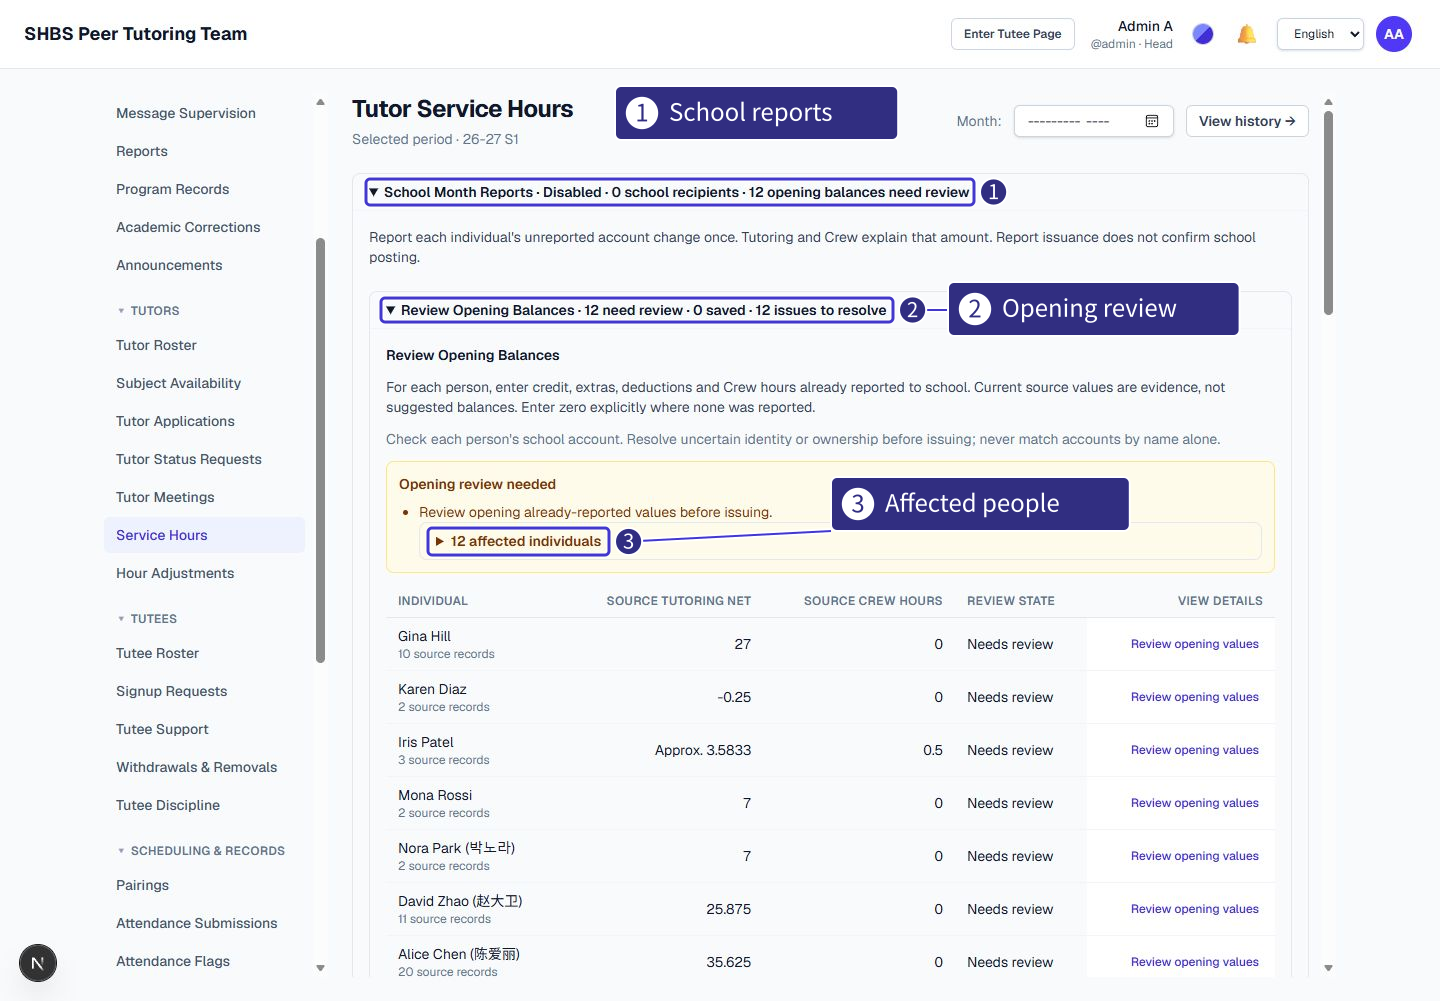 SHBS Peer Tutoring Team
Enter Tutee Page
Admin A
@admin · Head
English
AA
Message Supervision
Reports
Program Records
Academic Corrections
Announcements
TUTORS
Tutor Roster
Subject Availability
Tutor Applications
Tutor Status Requests
Tutor Meetings
Service Hours
Hour Adjustments
TUTEES
Tutee Roster
Signup Requests
Tutee Support
Withdrawals & Removals
Tutee Discipline
SCHEDULING & RECORDS
Pairings
Attendance Submissions
Attendance Flags
N
Tutor Service Hours
Selected period · 26-27 S1
1 School reports
Month:
--------- ----
View history →
School Month Reports · Disabled · 0 school recipients · 12 opening balances need review
1
Report each individual's unreported account change once. Tutoring and Crew explain that amount. Report issuance does not confirm school
posting.
Review Opening Balances · 12 need review · 0 saved · 12 issues to resolve
2
2 Opening review
Review Opening Balances
For each person, enter credit, extras, deductions and Crew hours already reported to school. Current source values are evidence, not
suggested balances. Enter zero explicitly where none was reported.
Check each person's school account. Resolve uncertain identity or ownership before issuing; never match accounts by name alone.
Opening review needed
Review opening already-reported values before issuing.
12 affected individuals
3
3 Affected people
INDIVIDUAL SOURCE TUTORING NET SOURCE CREW HOURS REVIEW STATE VIEW DETAILS
Gina Hill
10 source records
27 0 Needs review Review opening values
Karen Diaz
2 source records
-0.25 0 Needs review Review opening values
Iris Patel
3 source records
Approx. 3.5833 0.5 Needs review Review opening values
Mona Rossi
2 source records
7 0 Needs review Review opening values
Nora Park (박노라)
2 source records
7 0 Needs review Review opening values
David Zhao (赵大卫)
11 source records
25.875 0 Needs review Review opening values
Alice Chen (陈爱丽)
20 source records
35.625 0 Needs review Review opening values